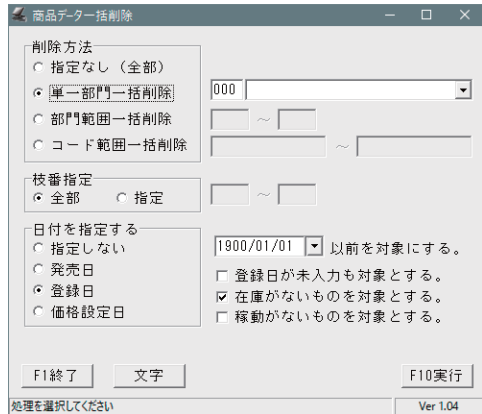 商品データー括削除
削除方法
指定なし（全部）
単一部門一括削除
000
部門範囲一括削除
～
コード範囲一括削除
～
枝番指定
全部
指定
～
日付を指定する
指定しない
1900/01/01
以前を対象にする。
発売日
登録日が未入力も対象とする。
登録日
在庫がないものを対象とする。
価格設定日
稼動がないものを対象とする。
F1終了
文字
F10実行
処理を選択してください
Ver 1.04